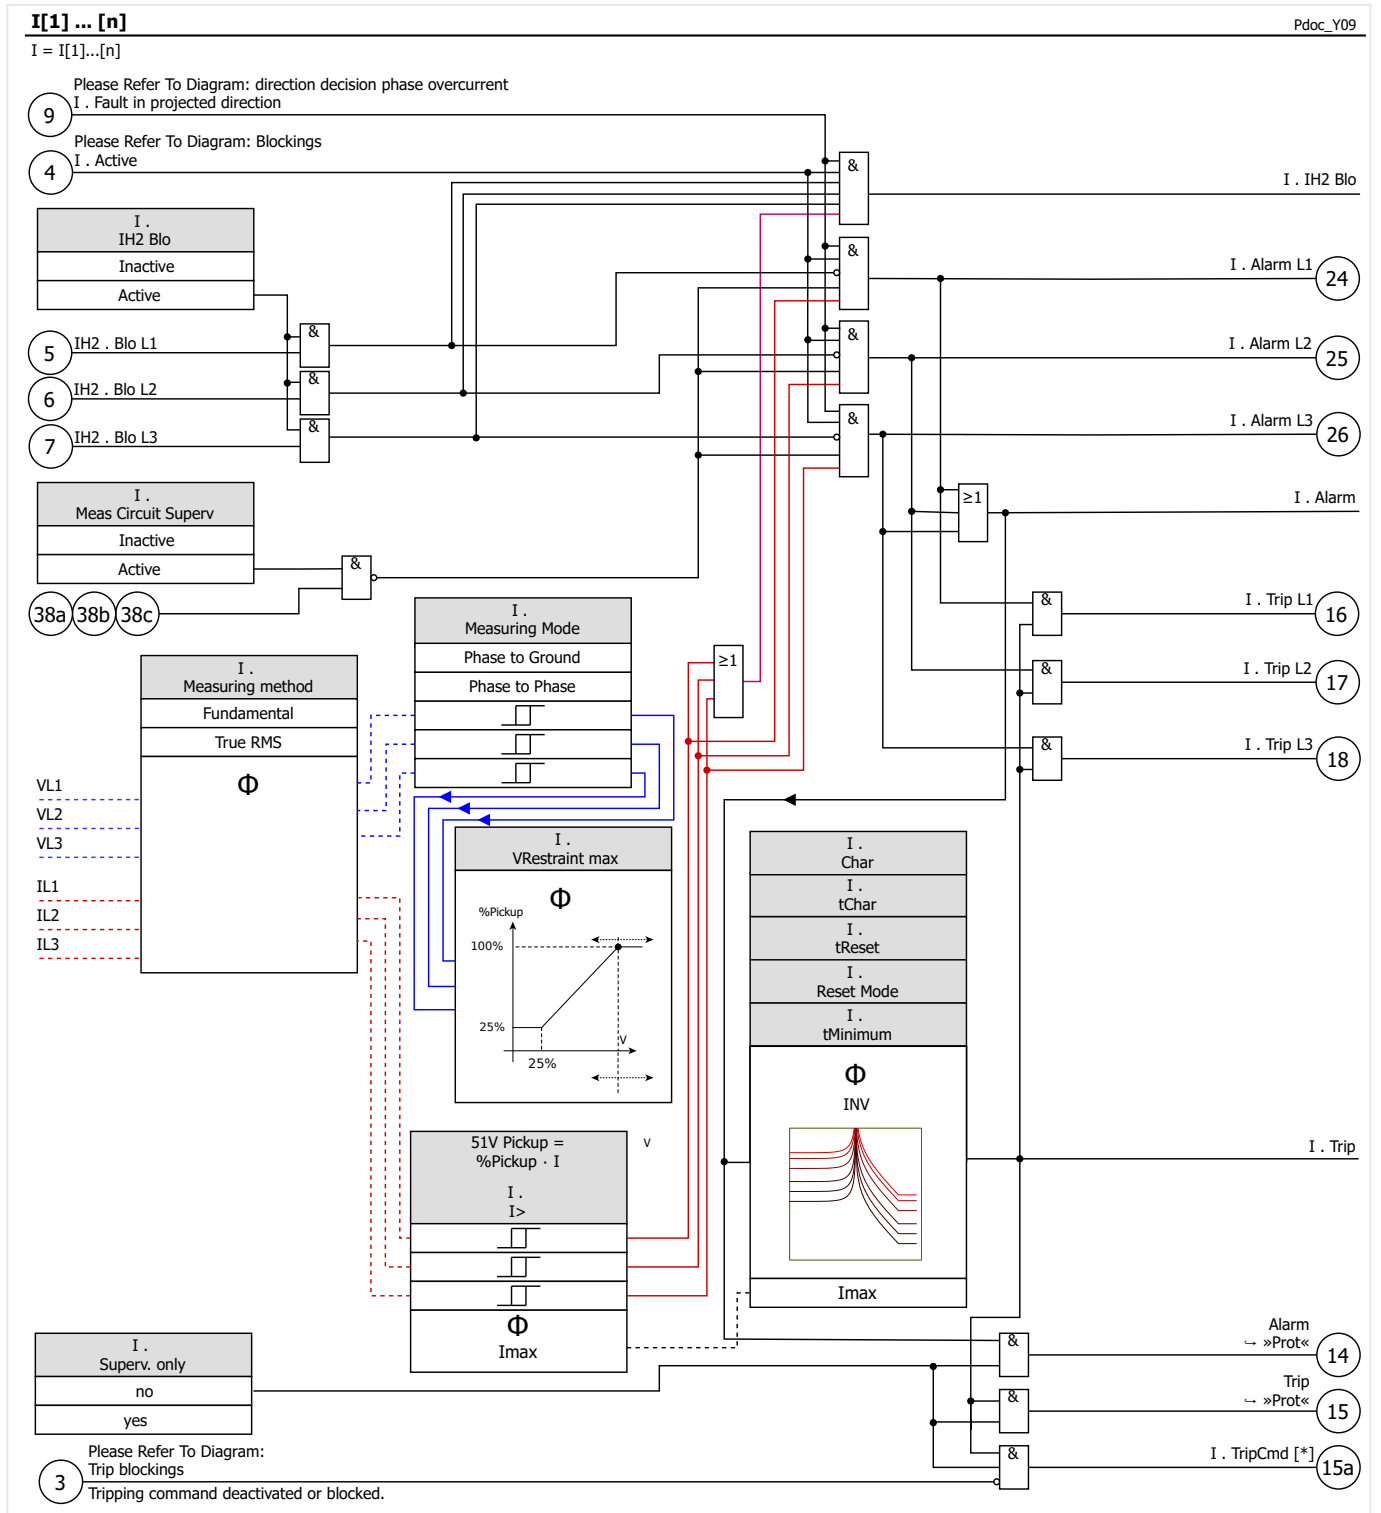 I[1] ... [n]
Pdoc_Y09
I = I[1]...[n]
Please Refer To Diagram: direction decision phase overcurrent
9
I . Fault in projected direction
Please Refer To Diagram: Blockings
4
I . Active
&
I . IH2 Blo
I .
IH2 Blo
Inactive
Active
&
I . Alarm L1
24
5
IH2 . Blo L1
&
&
I . Alarm L2
25
6
IH2 . Blo L2
&
7
IH2 . Blo L3
&
&
I . Alarm L3
26
I .
Meas Circuit Superv
Inactive
Active
≥1
I . Alarm
&
38a
38b
38c
I .
Measuring Mode
Phase to Ground
Phase to Phase
&
I . Trip L1
16
≥1
&
I . Trip L2
17
I .
Measuring method
Fundamental
True RMS
Φ
&
I . Trip L3
18
VL1
VL2
VL3
IL1
IL2
IL3
I .
VRestraint max
Φ
%Pickup
100%
25%
25%
V
I .
Char
I .
tChar
I .
tReset
I .
Reset Mode
I .
tMinimum
Φ
INV
Imax
51V Pickup =
%Pickup · I
V
I .
I>
Φ
Imax
I . Trip
I .
Superv. only
no
yes
&
Alarm
↪ »Prot«
14
&
Trip
↪ »Prot«
15
Please Refer To Diagram:
Trip blockings
3
Tripping command deactivated or blocked.
&
I . TripCmd [*]
15a